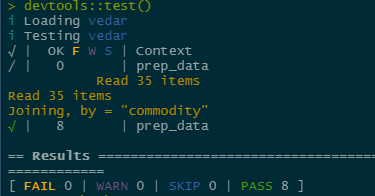 > devtools::test()
i Loading vedar
i Testing vedar
√ |  OK F W S | Context
/ |   0       | prep_data
Read 35 items
Read 35 items
Joining, by = "commodity"
√ |   8       | prep_data
== Results ===================================
============
[ FAIL 0 | WARN 0 | SKIP 0 | PASS 8 ]